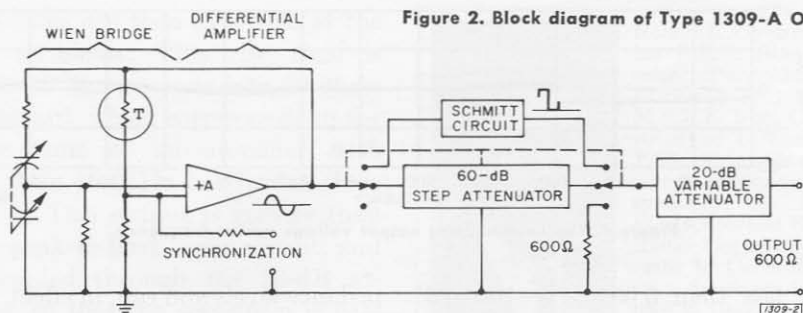 Figure 2. Block diagram of Type 1309-A O
WIEN BRIDGE
DIFFERENTIAL
AMPLIFIER
T
+A
SYNCHRONIZATION
SCHMITT
CIRCUIT
60-dB
STEP ATTENUATOR
600Ω
20-dB
VARIABLE
ATTENUATOR
OUTPUT
600Ω
1309-2